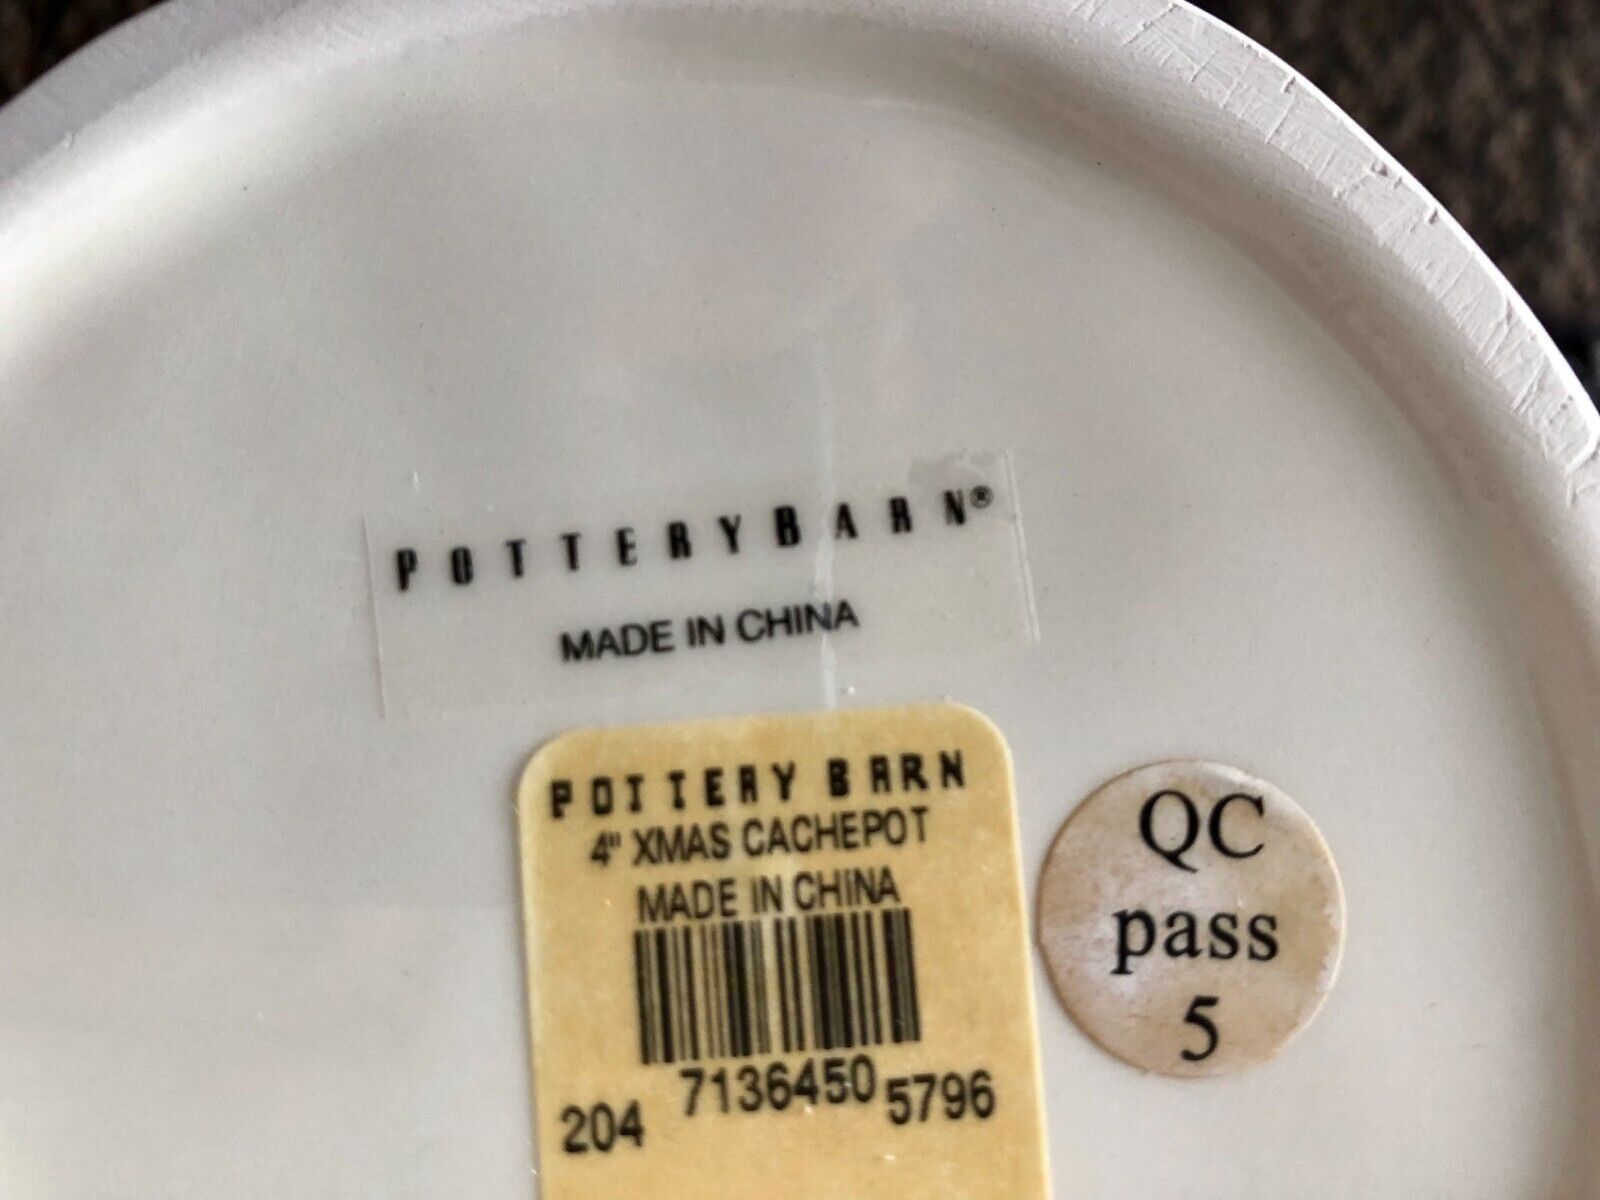 POTTERYBARN®
MADE IN CHINA
POTTERY BARN
4" XMAS CACHEPOT
MADE IN CHINA
204 7136450 5796
QC
pass
5